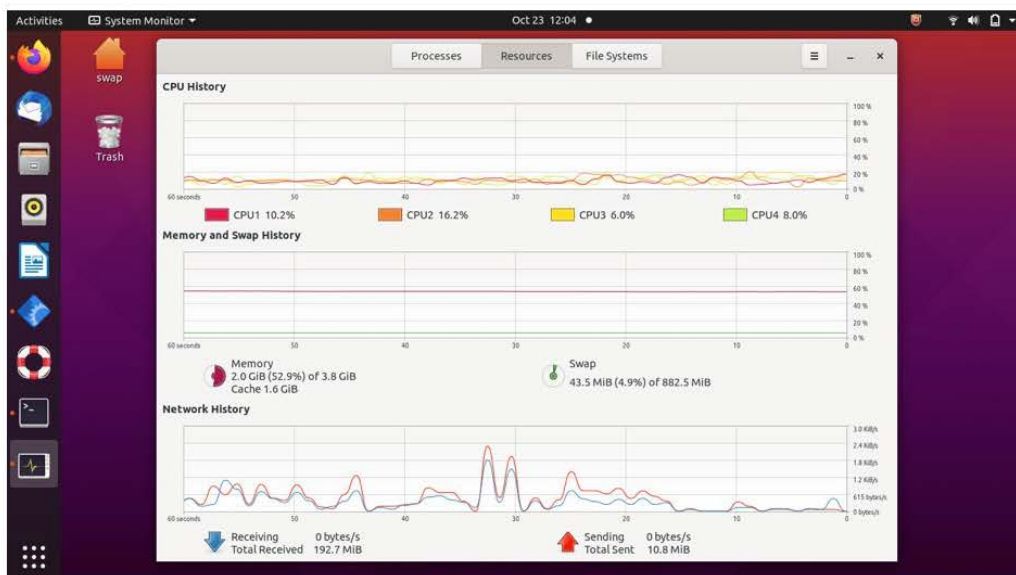 Activities System Monitor Oct 23 12:04
swap
Trash
Processes Resources File Systems
CPU History
100 %
80 %
60 %
40 %
20 %
0 %
60 seconds 50 40 30 20 10 0
CPU1 10.2% CPU2 16.2% CPU3 6.0% CPU4 8.0%
Memory and Swap History
100 %
80 %
60 %
40 %
20 %
0 %
60 seconds 50 40 30 20 10 0
Memory
2.0 GiB (52.9%) of 3.8 GiB
Cache 1.6 GiB
Swap
43.5 MiB (4.9%) of 882.5 MiB
Network History
3.0 KiB/s
2.4 KiB/s
1.8 KiB/s
1.2 KiB/s
615 bytes/s
0 bytes/s
60 seconds 50 40 30 20 10 0
Receiving 0 bytes/s
Total Received 192.7 MiB
Sending 0 bytes/s
Total Sent 10.8 MiB